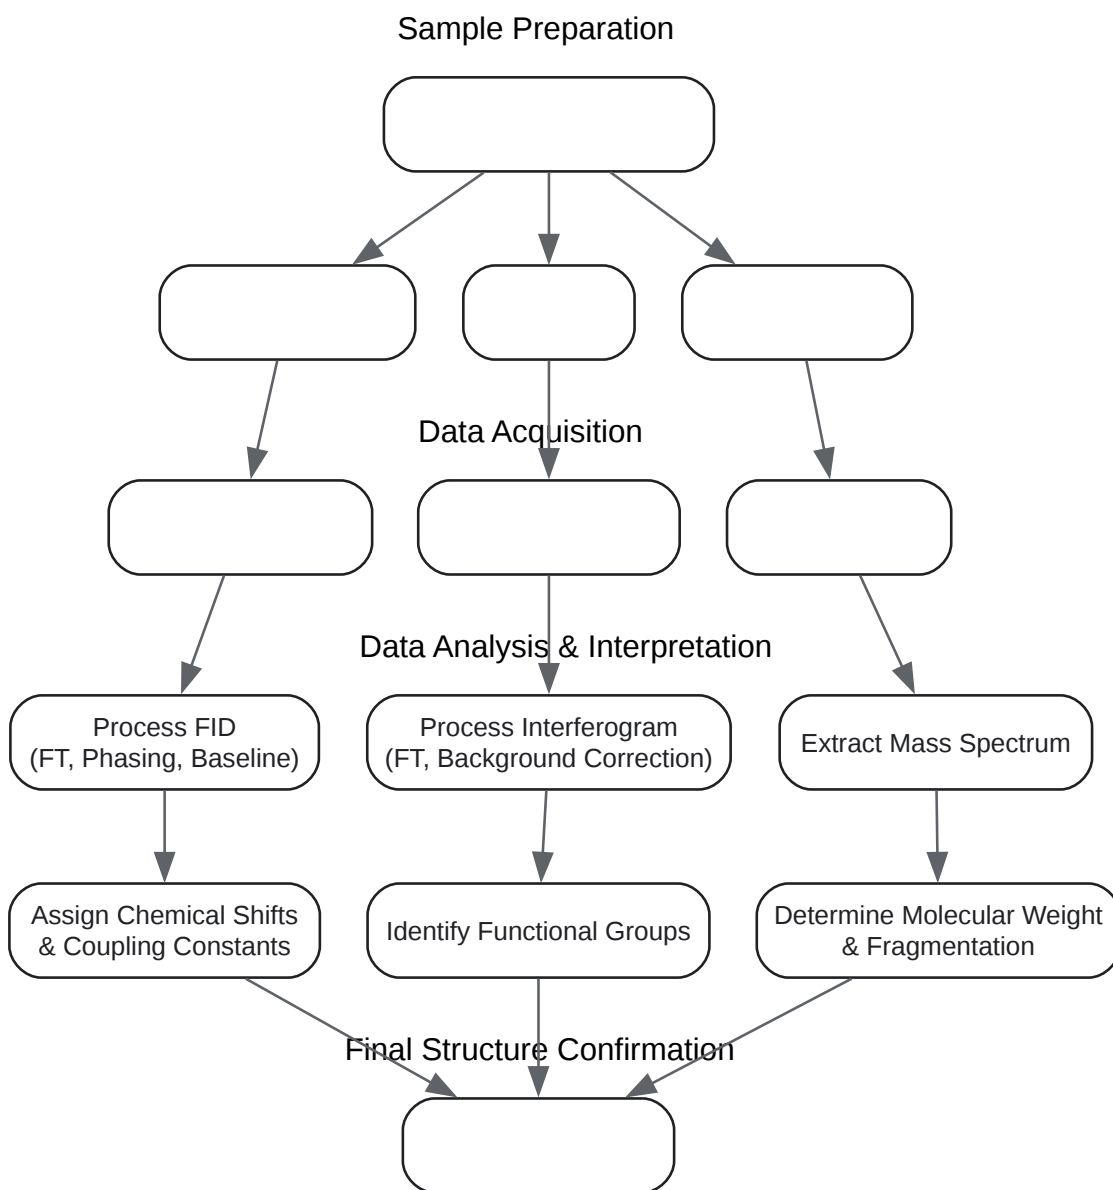 Sample Preparation
Data Acquisition
Data Analysis & Interpretation
Process FID
(FT, Phasing, Baseline)
Process Interferogram
(FT, Background Correction)
Extract Mass Spectrum
Assign Chemical Shifts
& Coupling Constants
Identify Functional Groups
Determine Molecular Weight
& Fragmentation
Final Structure Confirmation